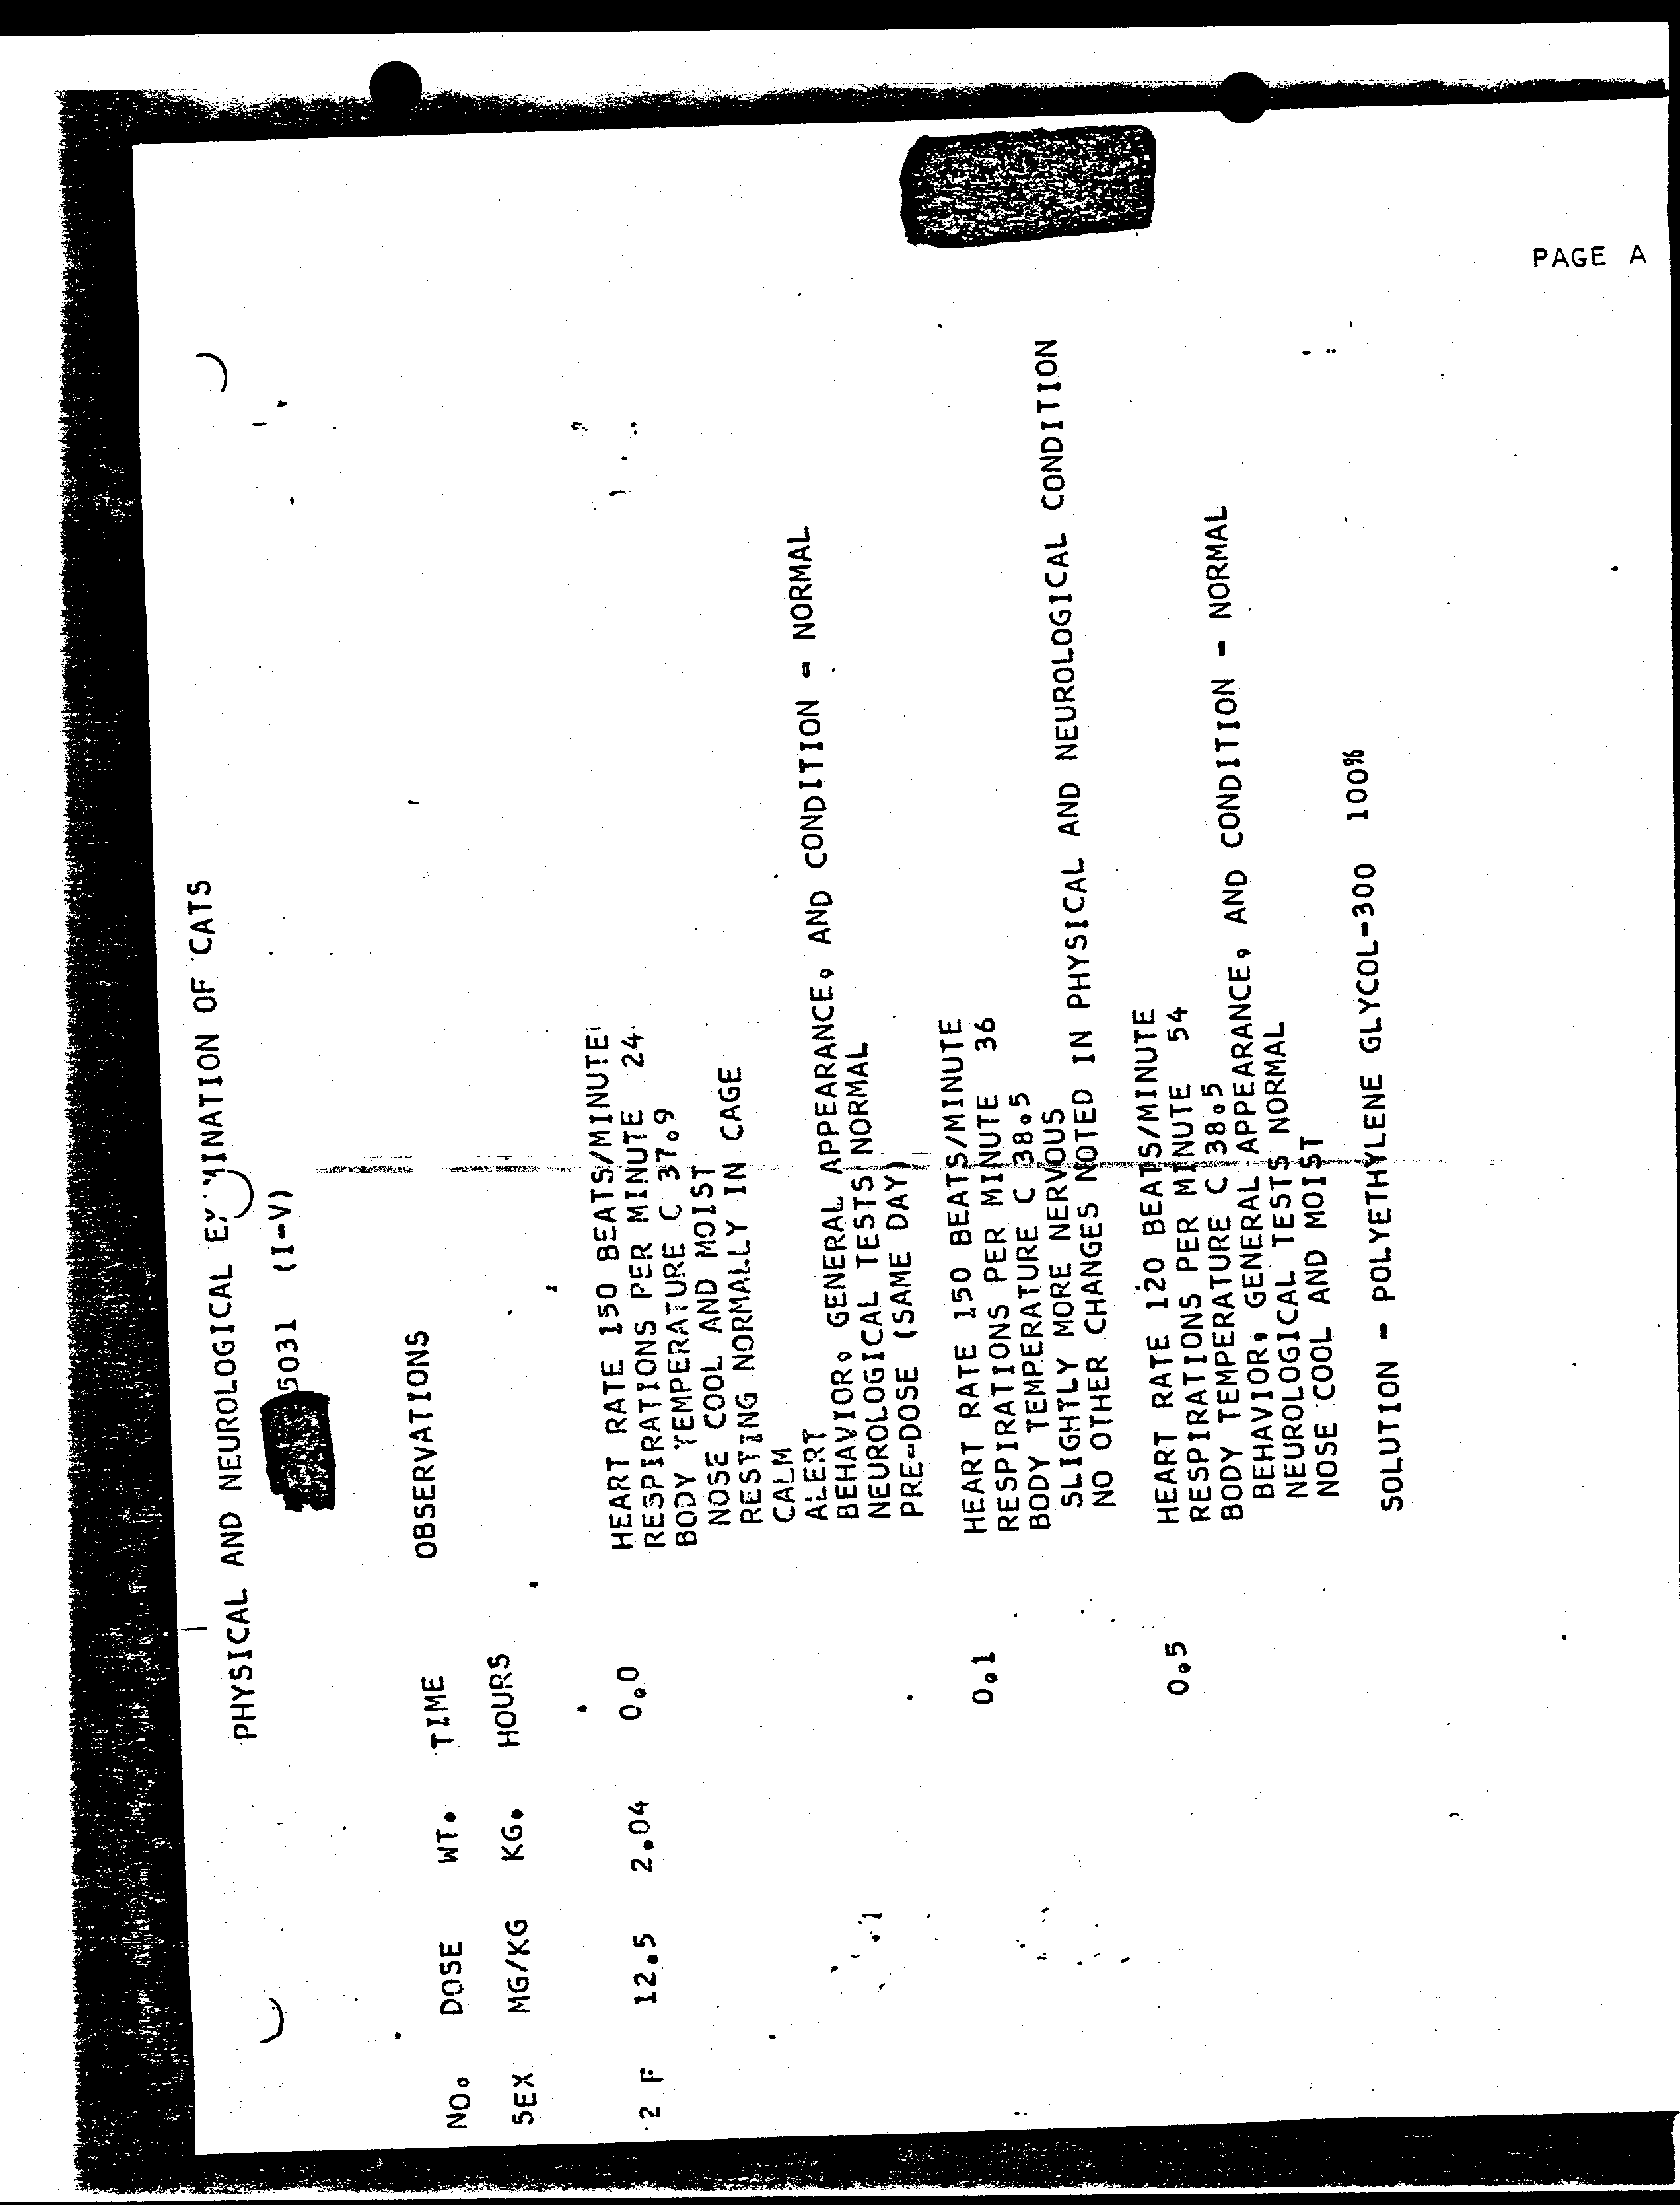 PHYSICAL AND NEUROLOGICAL EX MINATION OF CATS
5031 (I-V)
NO. DOSE WT. TIME OBSERVATIONS
SEX MG/KG KG. HOURS
2 F 12.5 2.04 0.0 HEART RATE 150 BEATS/MINUTE
RESPIRATIONS PER MINUTE 24
BODY TEMPERATURE C 37.9
NOSE COOL AND MOIST
RESTING NORMALLY IN CAGE
CALM
ALERT
BEHAVIOR, GENERAL APPEARANCE, AND CONDITION - NORMAL
NEUROLOGICAL TESTS NORMAL
PRE-DOSE (SAME DAY)
0.1 HEART RATE 150 BEATS/MINUTE
RESPIRATIONS PER MINUTE 36
BODY TEMPERATURE C 38.5
SLIGHTLY MORE NERVOUS
NO OTHER CHANGES NOTED IN PHYSICAL AND NEUROLOGICAL CONDITION
0.5 HEART RATE 120 BEATS/MINUTE
RESPIRATIONS PER MINUTE 54
BODY TEMPERATURE C 38.5
BEHAVIOR, GENERAL APPEARANCE, AND CONDITION - NORMAL
NEUROLOGICAL TESTS NORMAL
NOSE COOL AND MOIST
SOLUTION - POLYETHYLENE GLYCOL-300 100%
PAGE A